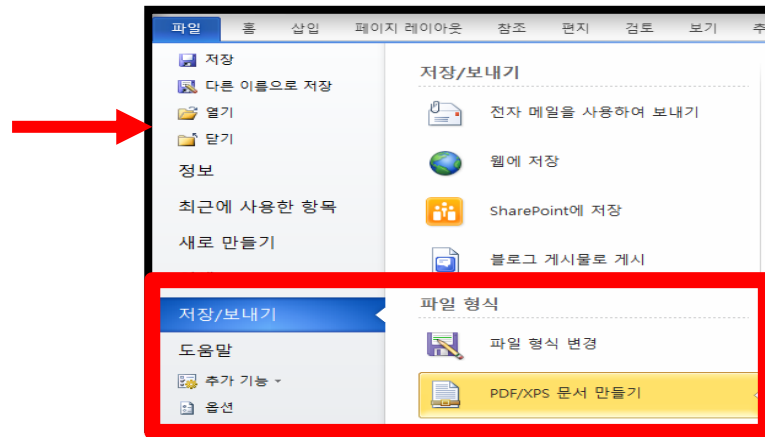 파일 홈 삽입 페이지 레이아웃 참조 편지 검토 보기
저장
다른 이름으로 저장
열기
닫기
정보
최근에 사용한 항목
새로 만들기
저장/보내기
도움말
추가 기능
옵션
저장/보내기
전자 메일을 사용하여 보내기
웹에 저장
SharePoint에 저장
블로그 게시물로 게시
파일 형식
파일 형식 변경
PDF/XPS 문서 만들기